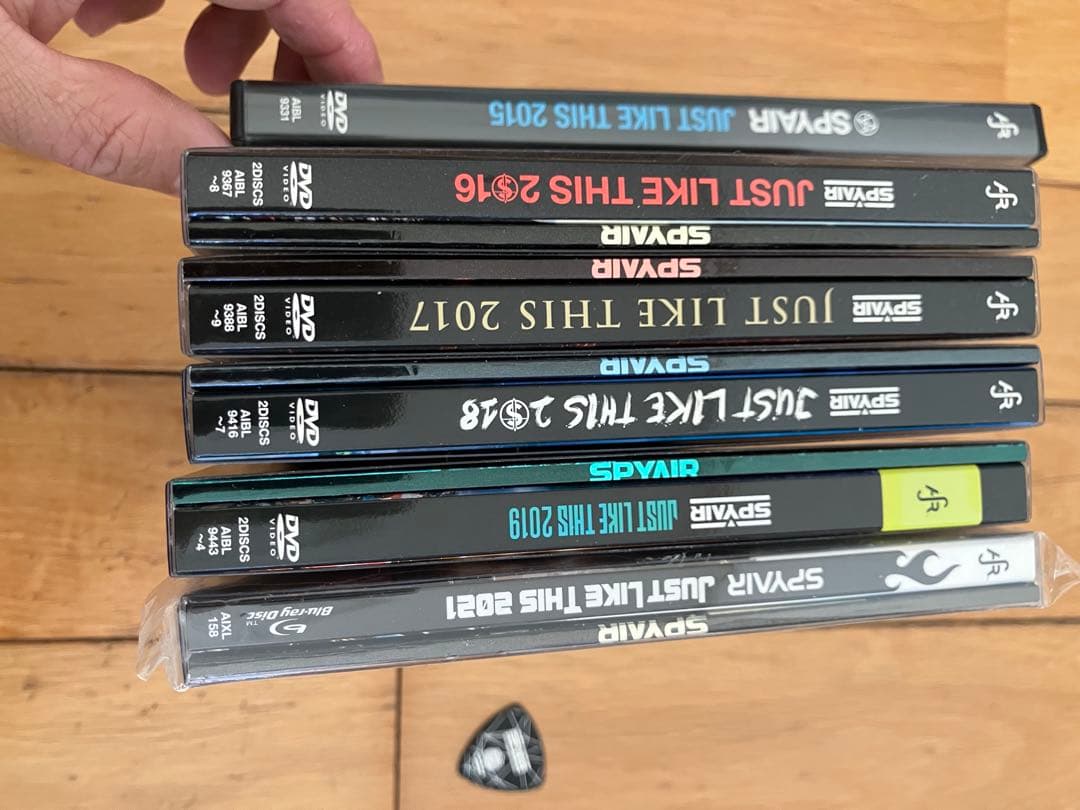 SPYAIR JUST LIKE THIS 2015
DVD
VIDEO
AIBL
9331
SPYAIR JUST LIKE THIS 2016
DVD
VIDEO
2DISCS
AIBL
9367
~8
SPYAIR
SPYAIR
SPYAIR JUST LIKE THIS 2017
DVD
VIDEO
2DISCS
AIBL
9388
~9
SPYAIR
SPYAIR JUST LIKE THIS 2018
DVD
VIDEO
2DISCS
AIBL
9416
~7
SPYAIR
SPYAIR JUST LIKE THIS 2019
DVD
VIDEO
2DISCS
AIBL
9443
~4
SPYAIR JUST LIKE THIS 2021
Blu-ray Disc
TM
AIXL
158
SPYAIR